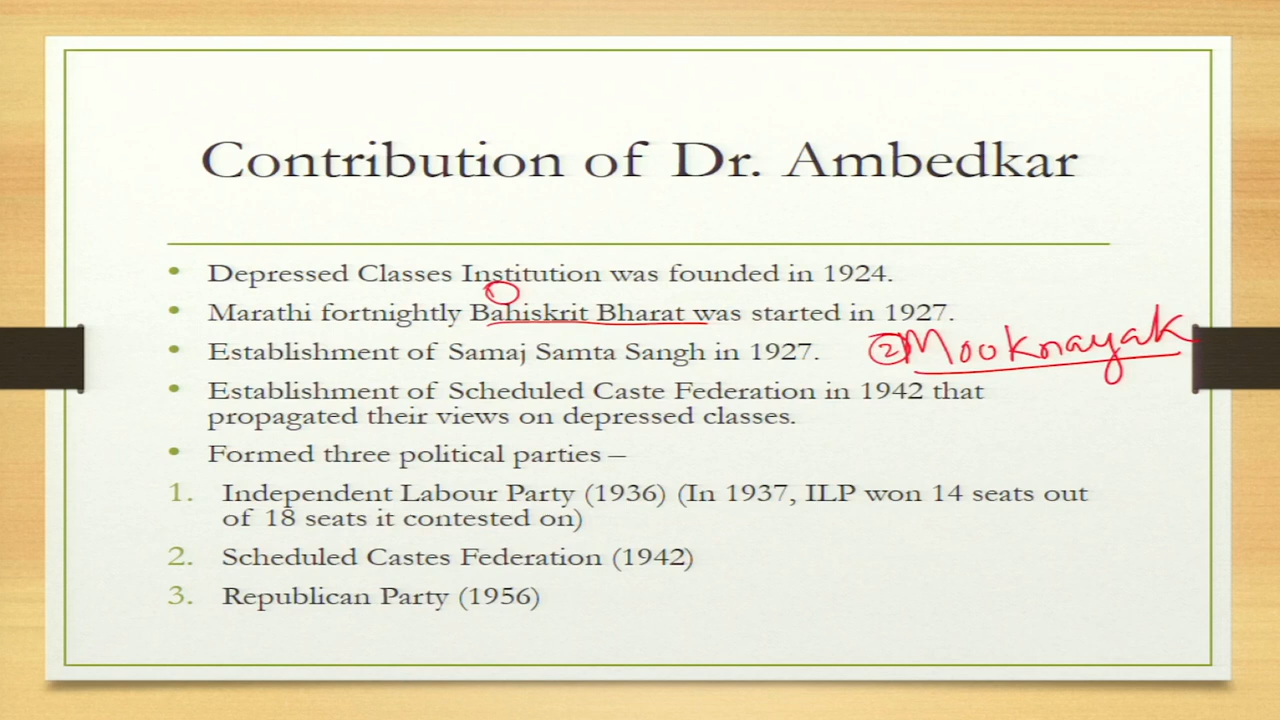 Contribution of Dr. Ambedkar
• Depressed Classes Institution was founded in 1924.
• Marathi fortnightly Bahiskrit Bharat was started in 1927.
② Mooknayak
• Establishment of Samaj Samta Sangh in 1927.
• Establishment of Scheduled Caste Federation in 1942 that
propagated their views on depressed classes.
• Formed three political parties –
1. Independent Labour Party (1936) (In 1937, ILP won 14 seats out
of 18 seats it contested on)
2. Scheduled Castes Federation (1942)
3. Republican Party (1956)